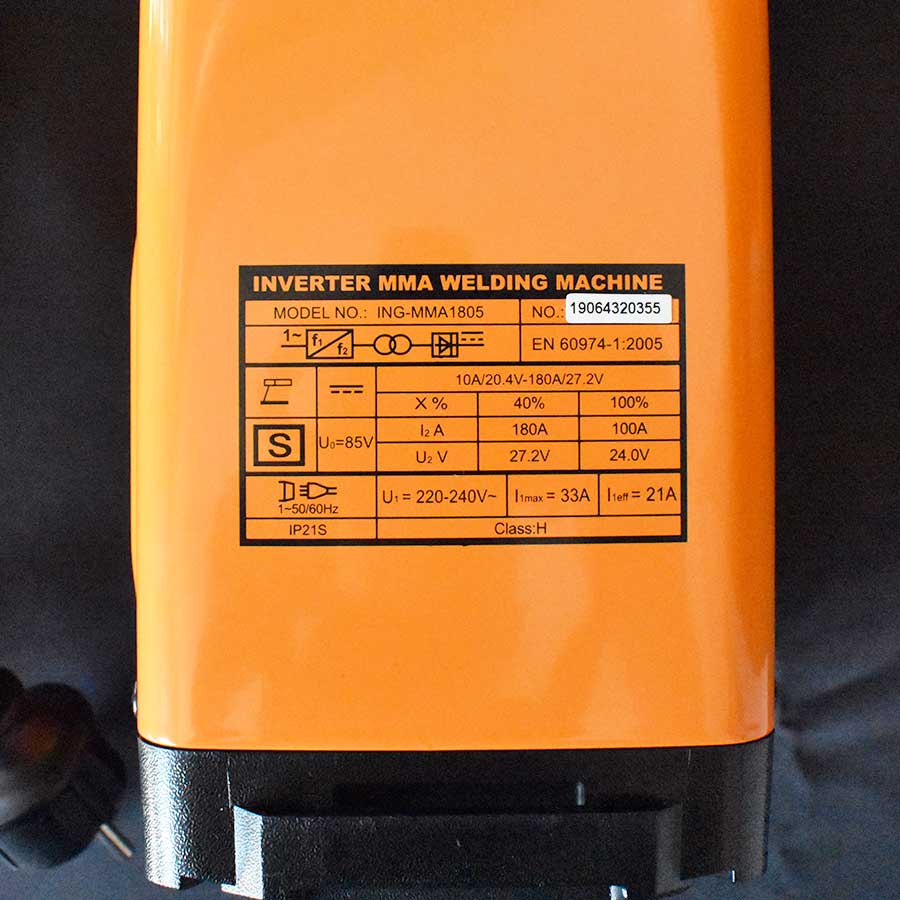 INVERTER MMA WELDING MACHINE
MODEL NO.: ING-MMA1805 NO.: 19064320355
1~ f₁ f₂ EN 60974-1:2005
10A/20.4V-180A/27.2V
X % 40% 100%
S U₀=85V I₂ A 180A 100A
U₂ V 27.2V 24.0V
1~50/60Hz U₁ = 220-240V~ I₁max = 33A I₁eff = 21A
IP21S Class:H